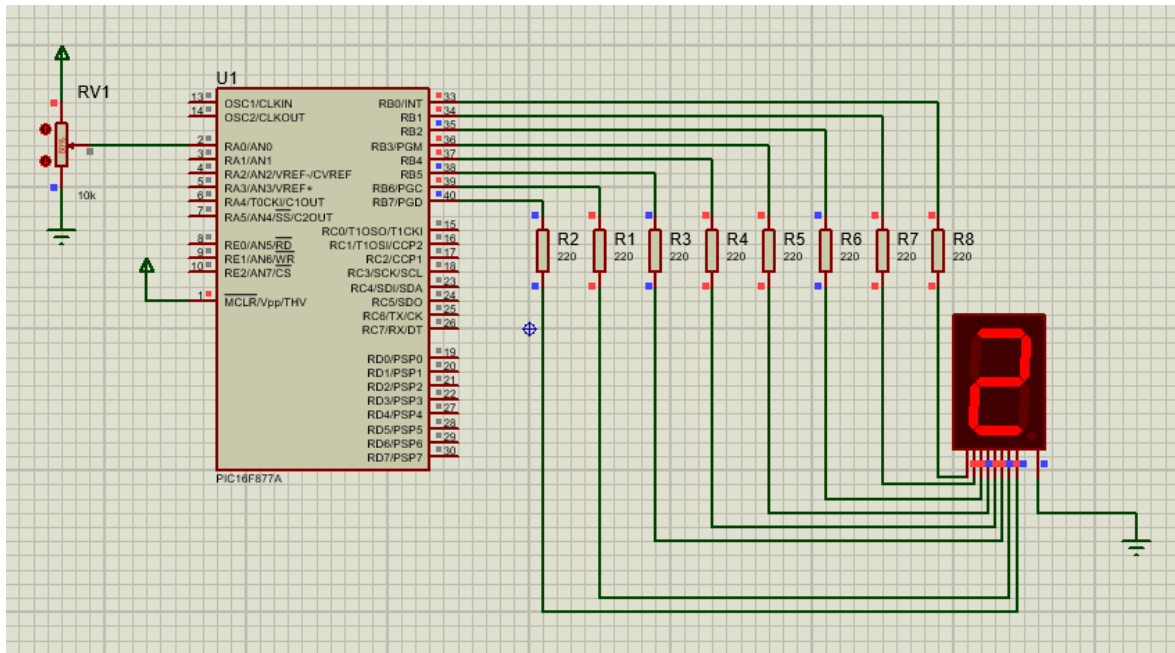 RV1
50%
10k
U1
13 OSC1/CLKIN
14 OSC2/CLKOUT
2 RA0/AN0
3 RA1/AN1
4 RA2/AN2/VREF-/CVREF
5 RA3/AN3/VREF+
6 RA4/T0CKI/C1OUT
7 RA5/AN4/SS/C2OUT
8 RE0/AN5/RD
9 RE1/AN6/WR
10 RE2/AN7/CS
1 MCLR/Vpp/THV
RB0/INT 33
RB1 34
RB2 35
RB3/PGM 36
RB4 37
RB5 38
RB6/PGC 39
RB7/PGD 40
RC0/T1OSO/T1CKI 15
RC1/T1OSI/CCP2 16
RC2/CCP1 17
RC3/SCK/SCL 18
RC4/SDI/SDA 23
RC5/SDO 24
RC6/TX/CK 25
RC7/RX/DT 26
RD0/PSP0 19
RD1/PSP1 20
RD2/PSP2 21
RD3/PSP3 22
RD4/PSP4 27
RD5/PSP5 28
RD6/PSP6 29
RD7/PSP7 30
PIC16F877A
R2 R1 R3 R4 R5 R6 R7 R8
220 220 220 220 220 220 220 220
2